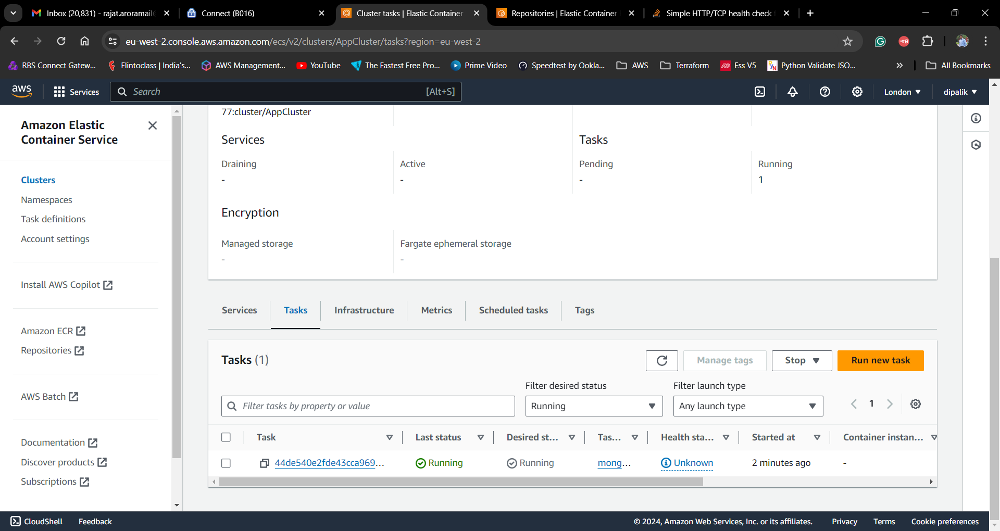 Inbox (20,831) - rajat.aroramail
Connect (B016)
Cluster tasks | Elastic Container
Repositories | Elastic Container
Simple HTTP/TCP health check
eu-west-2.console.aws.amazon.com/ecs/v2/clusters/AppCluster/tasks?region=eu-west-2
RBS Connect Gatew...
Flintoclass | India's...
AWS Management...
YouTube
The Fastest Free Pro...
Prime Video
Speedtest by Ookla...
AWS
Terraform
Ess V5
Python Validate JSO...
All Bookmarks
aws
Services
Search
[Alt+S]
London
dipalik
Amazon Elastic
Container Service
Clusters
Namespaces
Task definitions
Account settings
Install AWS Copilot
Amazon ECR
Repositories
AWS Batch
Documentation
Discover products
Subscriptions
77:cluster/AppCluster
Services
Tasks
Draining
Active
Pending
Running
-
-
-
1
Encryption
Managed storage
Fargate ephemeral storage
-
-
Services
Tasks
Infrastructure
Metrics
Scheduled tasks
Tags
Tasks (1)
Manage tags
Stop
Run new task
Filter desired status
Filter launch type
Filter tasks by property or value
Running
Any launch type
1
Task
Last status
Desired st...
Tas...
Health sta...
Started at
Container instan...
44de540e2fde43cca969...
Running
Running
mong...
Unknown
2 minutes ago
-
CloudShell
Feedback
© 2024, Amazon Web Services, Inc. or its affiliates.
Privacy
Terms
Cookie preferences